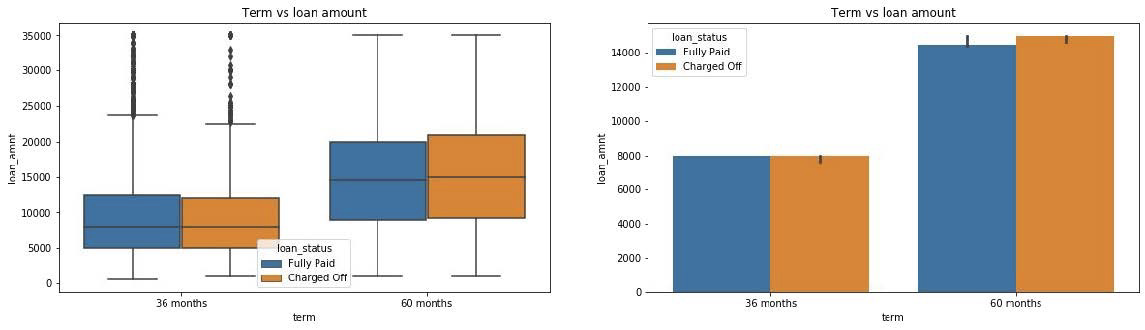 Term vs loan amount
35000
30000
25000
20000
15000
10000
5000
0
loan_amnt
loan_status
Fully Paid
Charged Off
36 months
60 months
term
Term vs loan amount
loan_status
Fully Paid
Charged Off
14000
12000
10000
8000
6000
4000
2000
0
loan_amnt
36 months
60 months
term